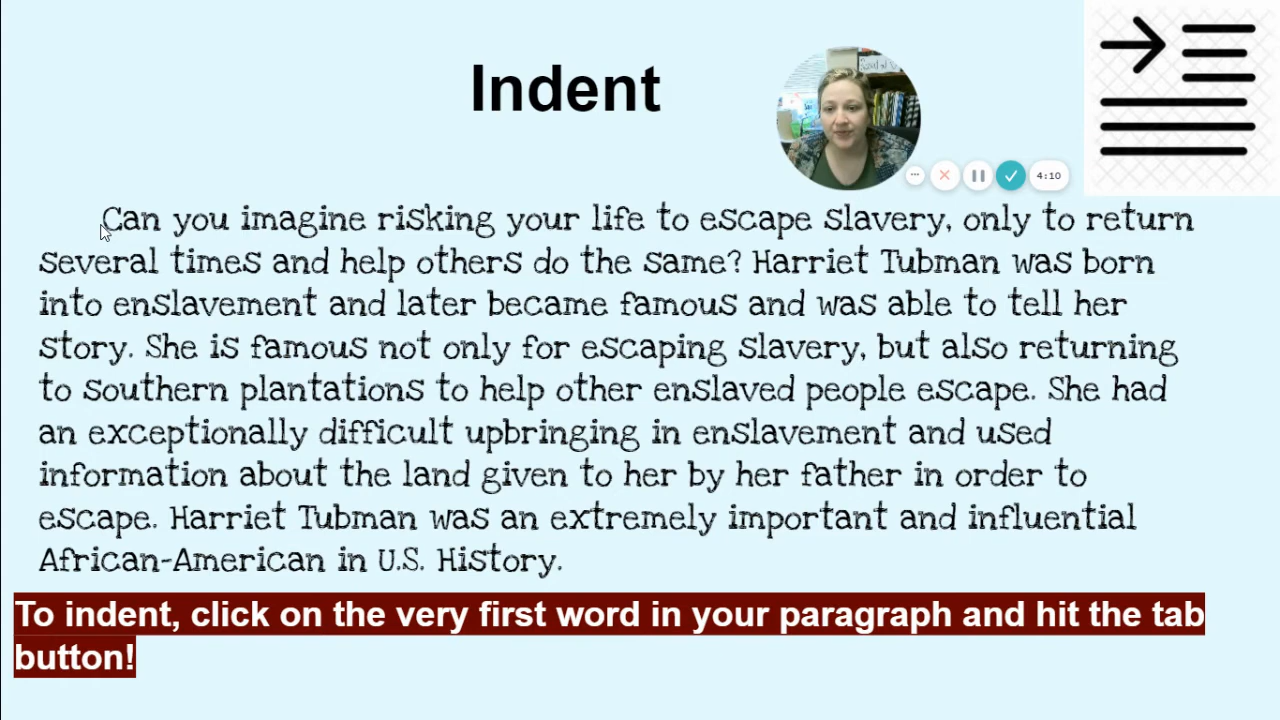 Indent
4:10
Can you imagine risking your life to escape slavery, only to return
several times and help others do the same? Harriet Tubman was born
into enslavement and later became famous and was able to tell her
story. She is famous not only for escaping slavery, but also returning
to southern plantations to help other enslaved people escape. She had
an exceptionally difficult upbringing in enslavement and used
information about the land given to her by her father in order to
escape. Harriet Tubman was an extremely important and influential
African-American in U.S. History.
To indent, click on the very first word in your paragraph and hit the tab
button!